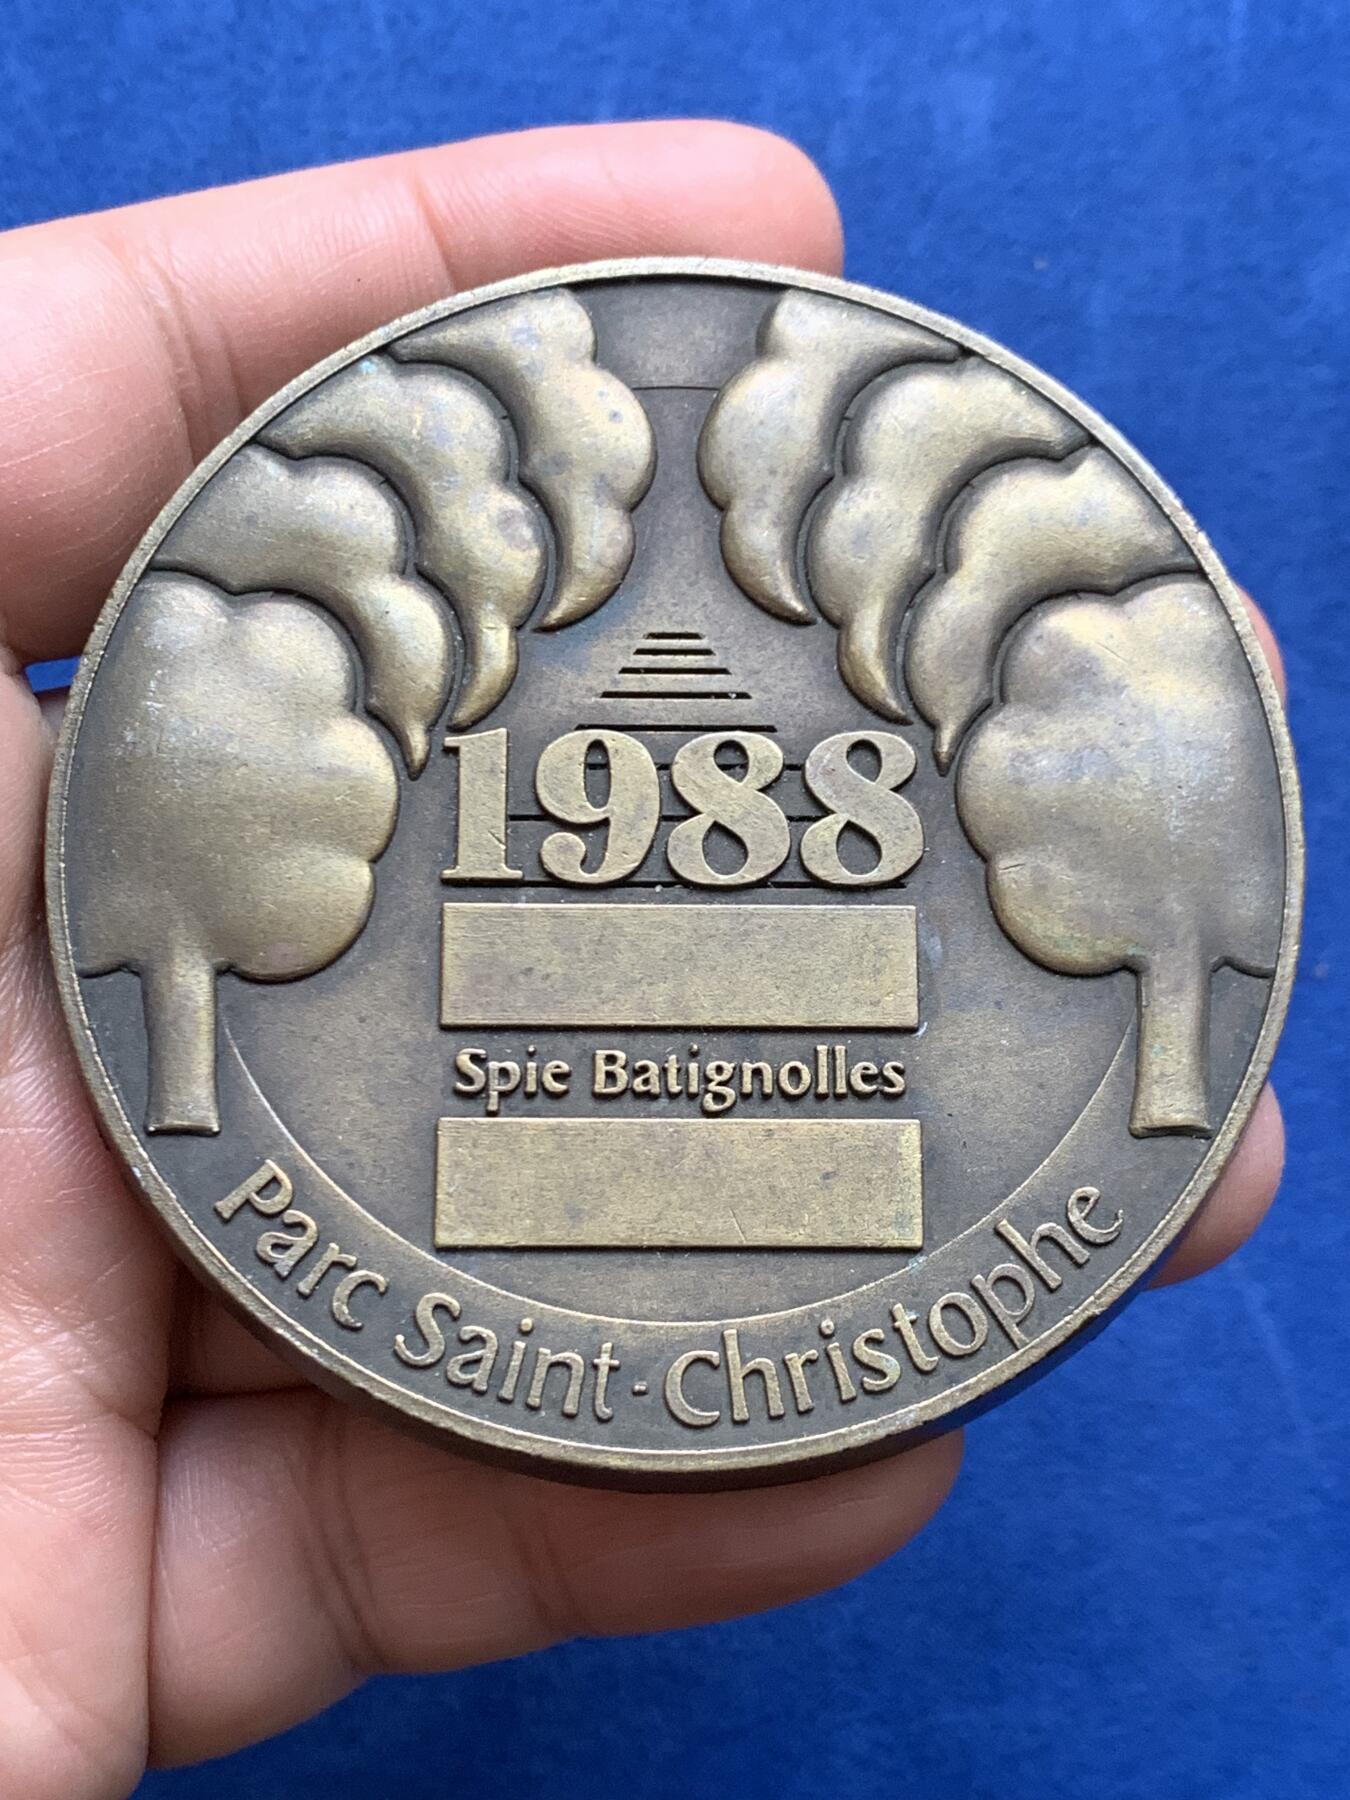 1988
Spie Batignolles
Parc Saint-Christophe